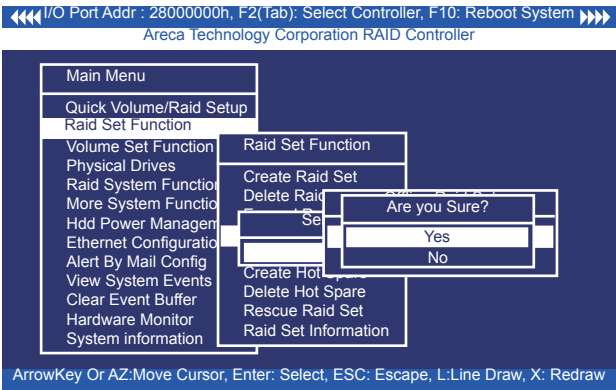 I/O Port Addr : 28000000h, F2(Tab): Select Controller, F10: Reboot System
Areca Technology Corporation RAID Controller
Main Menu
Quick Volume/Raid Setup
Raid Set Function
Volume Set Function
Physical Drives
Raid System Function
More System Functio
Hdd Power Managem
Ethernet Configuratio
Alert By Mail Config
View System Events
Clear Event Buffer
Hardware Monitor
System information
Raid Set Function
Create Raid Set
Delete Raid
Se
Create Hot Spare
Delete Hot Spare
Rescue Raid Set
Raid Set Information
Are you Sure?
Yes
No
ArrowKey Or AZ:Move Cursor, Enter: Select, ESC: Escape, L:Line Draw, X: Redraw